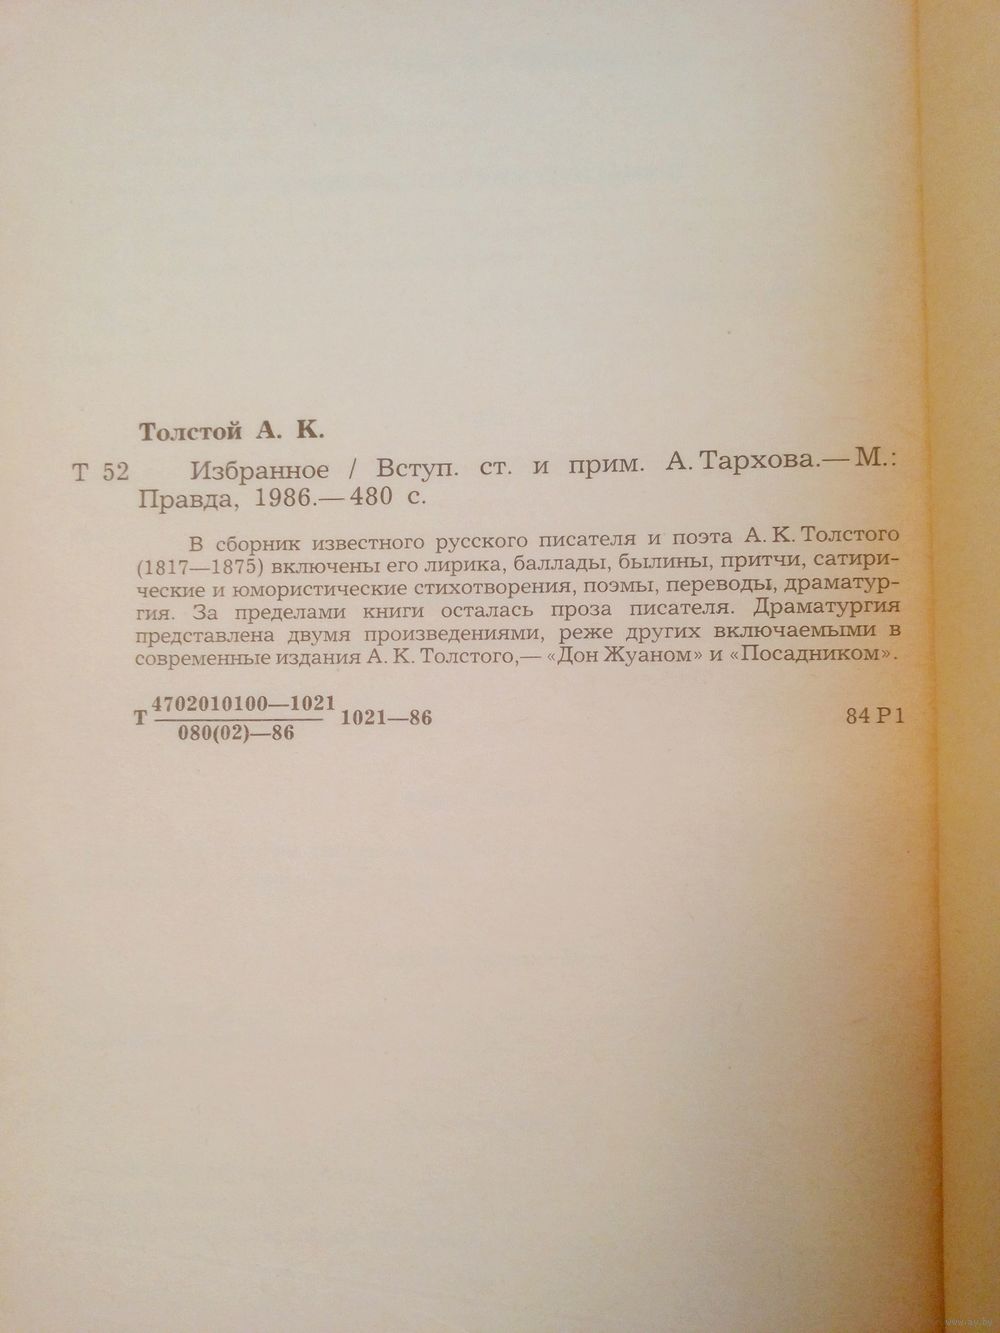 Толстой А. К.
Т 52 Избранное / Вступ. ст. и прим. А. Тархова.— М.:
Правда, 1986.— 480 с.
В сборник известного русского писателя и поэта А. К. Толстого
(1817—1875) включены его лирика, баллады, былины, притчи, сатири-
ческие и юмористические стихотворения, поэмы, переводы, драматур-
гия. За пределами книги осталась проза писателя. Драматургия
представлена двумя произведениями, реже других включаемыми в
современные издания А. К. Толстого,— «Дон Жуаном» и «Посадником».
4702010100—1021
Т 1021—86 84 Р1
080(02)—86
www.ay.by